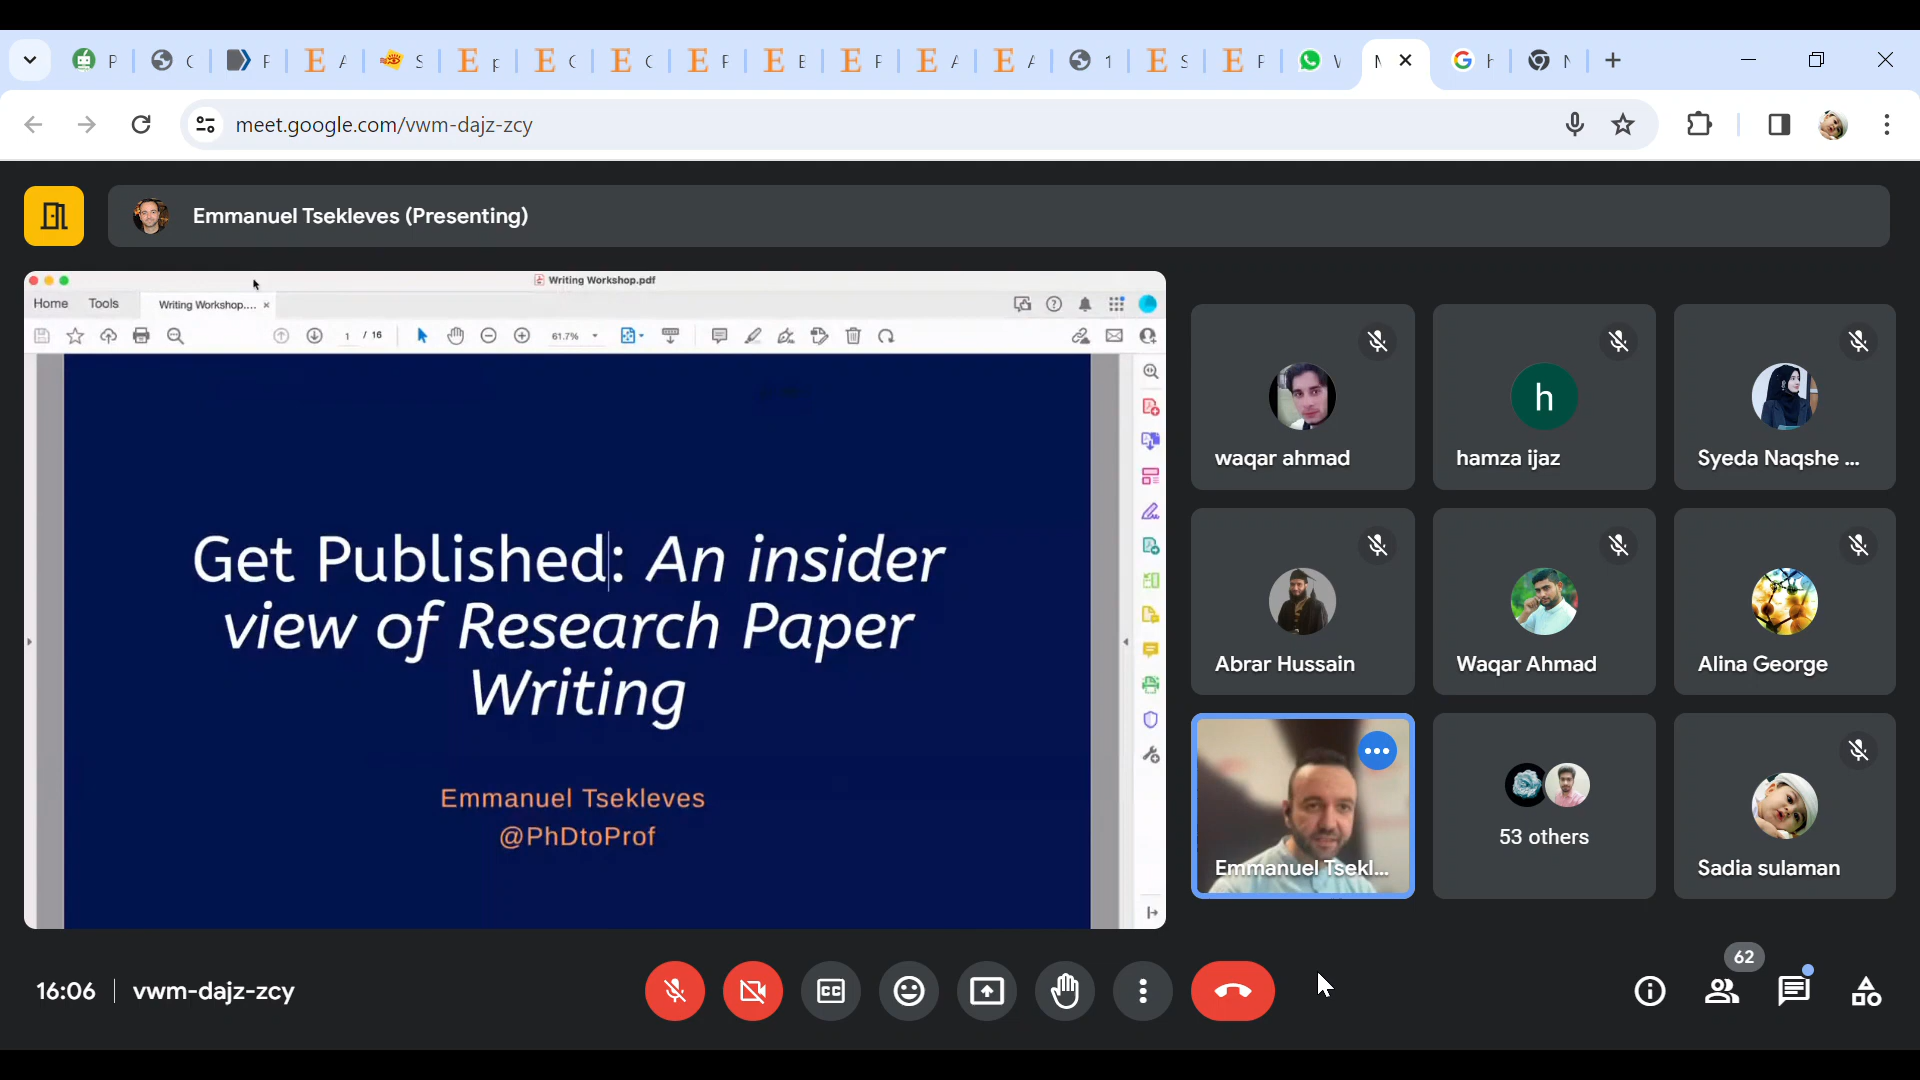 meet.google.com/vwm-dajz-zcy
Emmanuel Tsekleves (Presenting)
Writing Workshop.pdf
Home Tools Writing Workshop....
1 / 16 61.7%
Get Published: An insider
view of Research Paper
Writing
Emmanuel Tsekleves
@PhDtoProf
waqar ahmad
hamza ijaz
h
Syeda Naqshe ...
Abrar Hussain
Waqar Ahmad
Alina George
Emmanuel Tsekl...
53 others
Sadia sulaman
16:06 vwm-dajz-zcy
CC
62